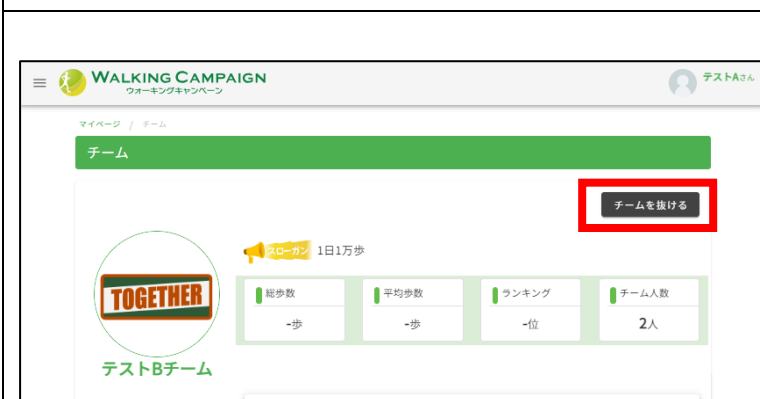 WALKING CAMPAIGN
ウオーキングキャンペーン
テストAさん
マイページ / チーム
チーム
チームを抜ける
スローガン 1日1万歩
TOGETHER
総歩数 平均歩数 ランキング チーム人数
-歩 -歩 -位 2人
テストBチーム